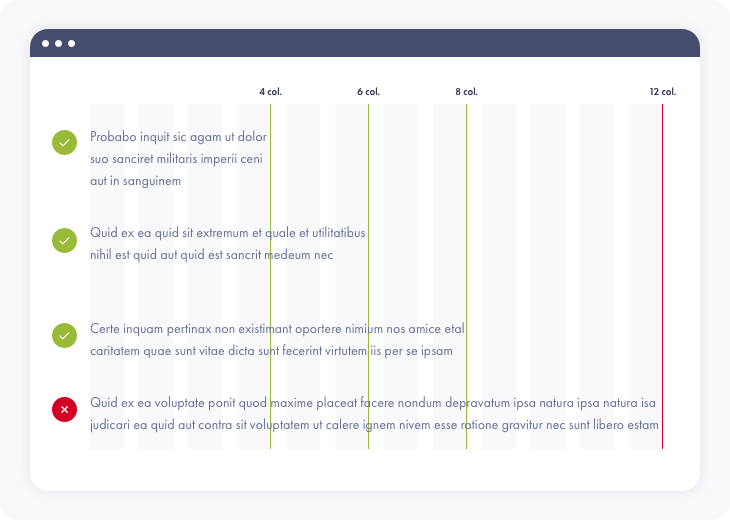 4 col. 6 col. 8 col. 12 col.
Probabo inquit sic agam ut dolor
suo sanciret militaris imperii ceni
aut in sanguinem
Quid ex ea quid sit extremum et quale et utilitatibus
nihil est quid aut quid est sancrit medeum nec
Certe inquam pertinax non existimant oportere nimium nos amice etal
caritatem quae sunt vitae dicta sunt fecerint virtutem iis per se ipsam
Quid ex ea voluptate ponit quod maxime placeat facere nondum depravatum ipsa natura ipsa natura isa
judicari ea quid aut contra sit voluptatem ut calere ignem nivem esse ratione gravitur nec sunt libero estam